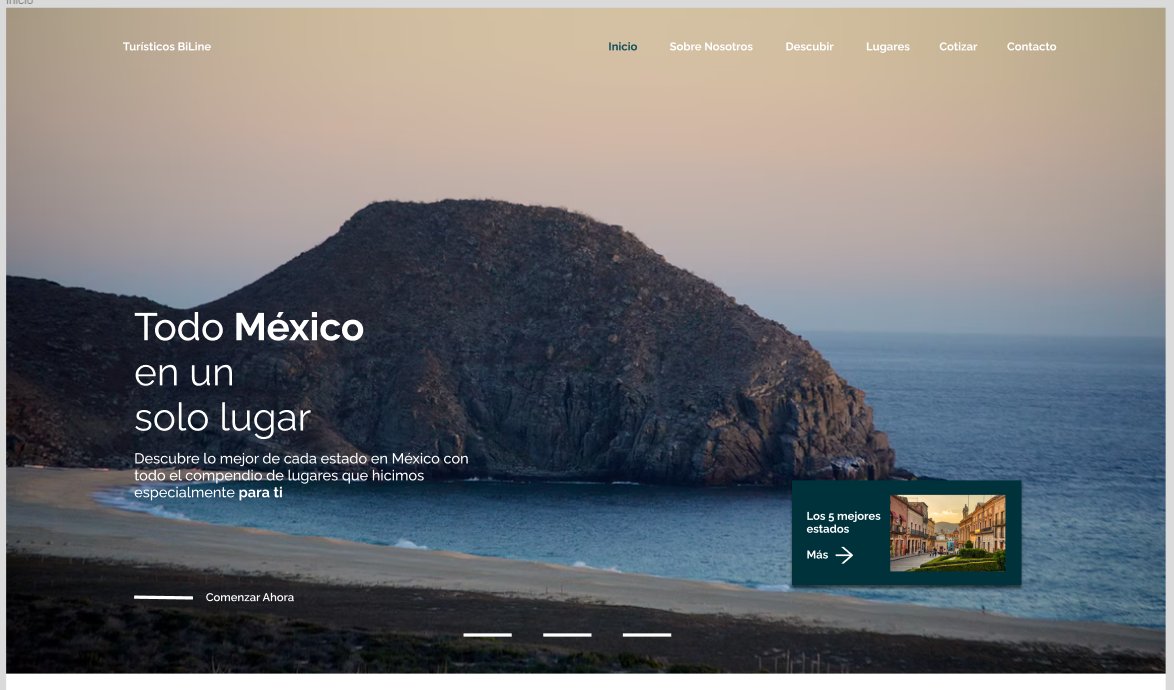 Inicio
Turísticos BiLine
Inicio
Sobre Nosotros
Descubir
Lugares
Cotizar
Contacto
Todo México
en un
solo lugar
Descubre lo mejor de cada estado en México con
todo el compendio de lugares que hicimos
especialmente para ti
Los 5 mejores
estados
Más
Comenzar Ahora